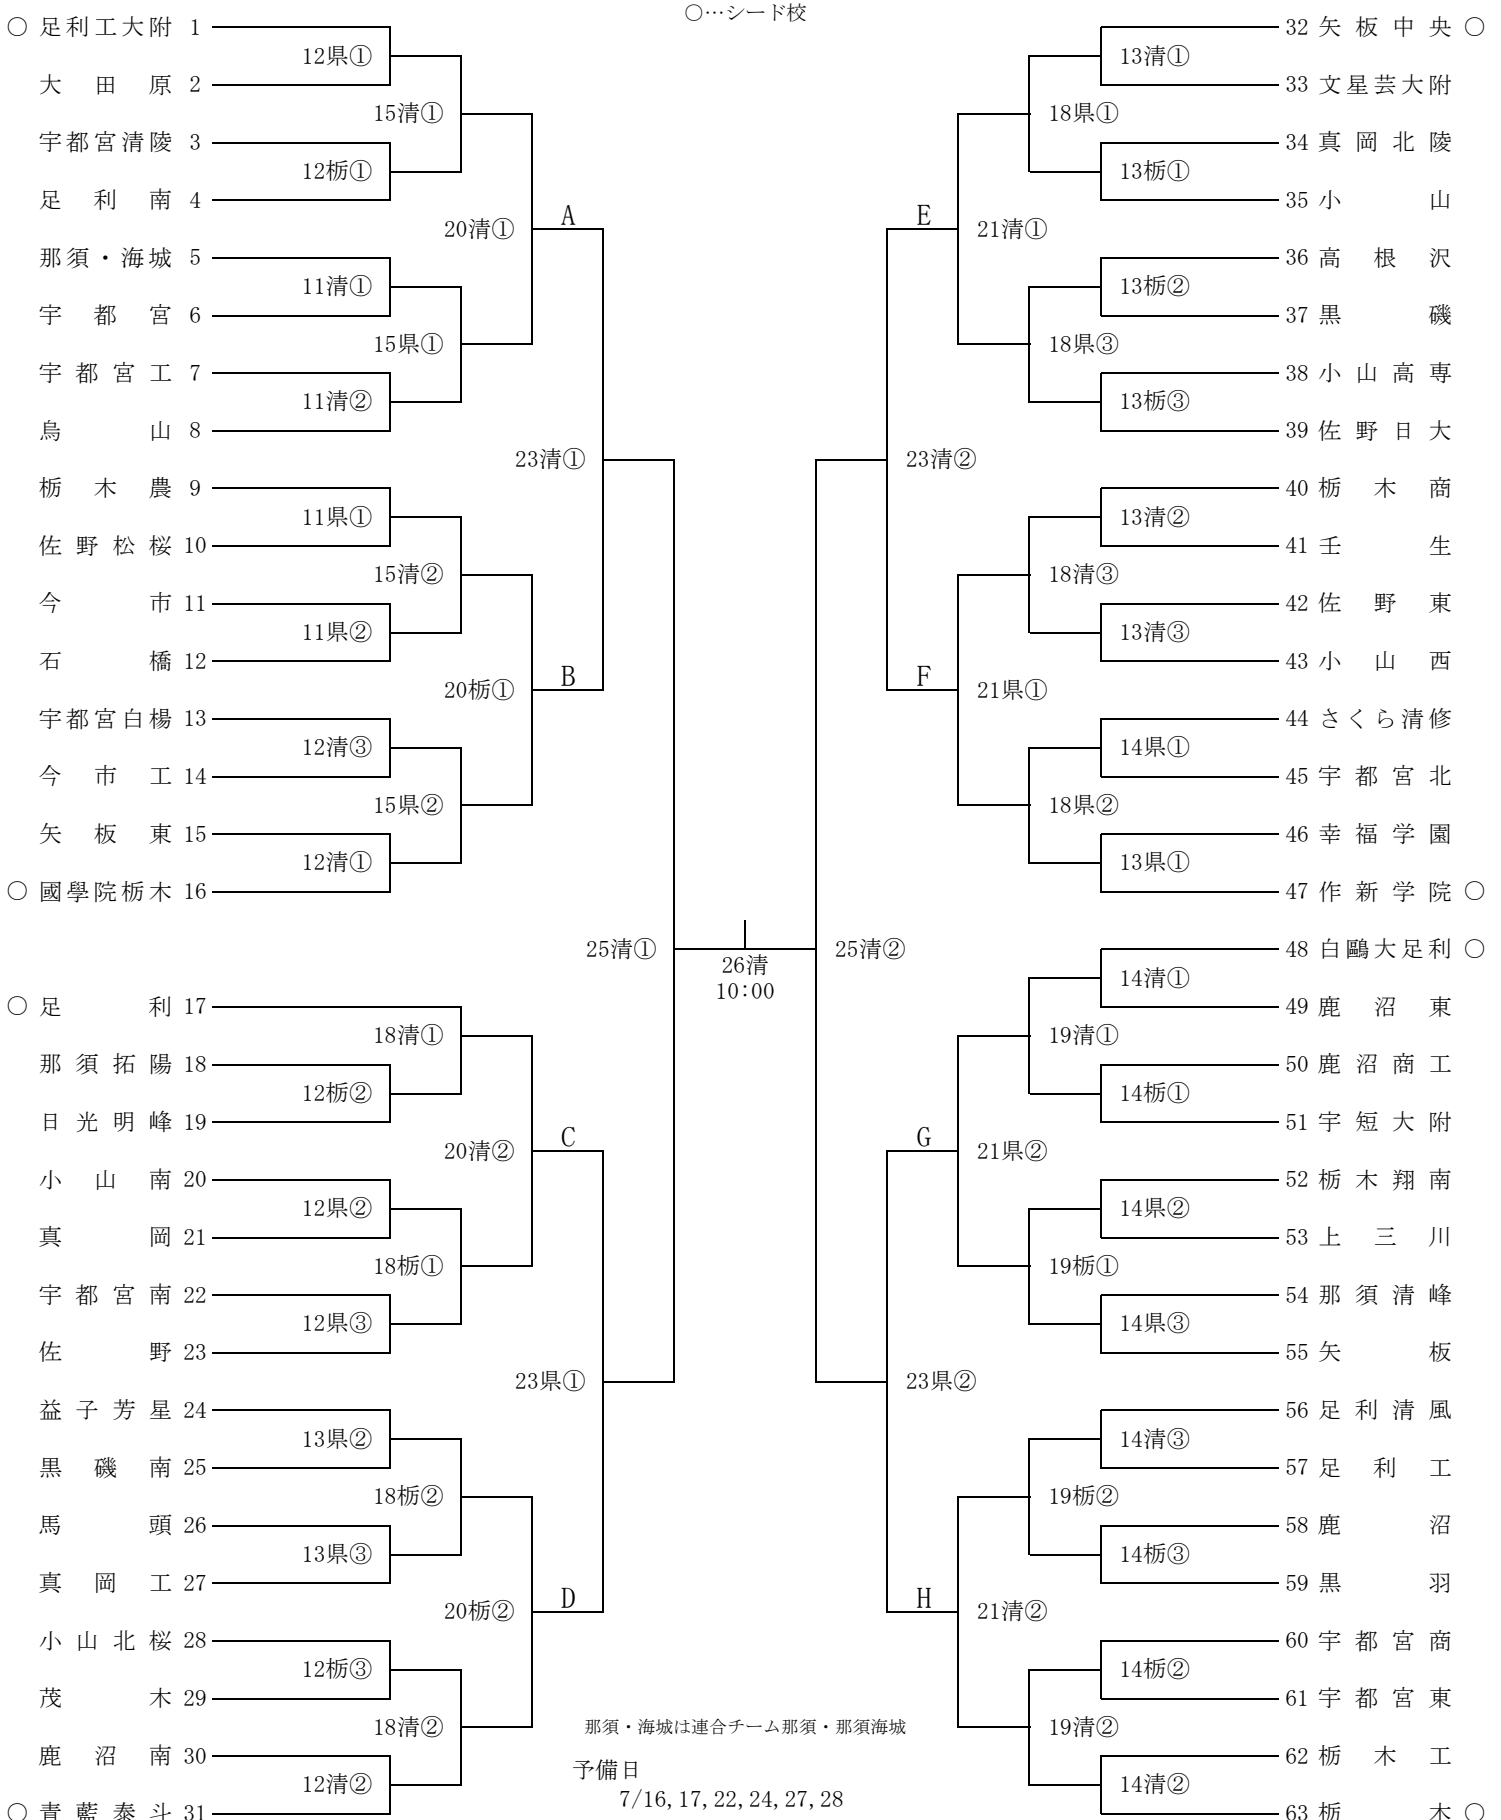 ○…シード校
○ 足利工大附 1
12県①
大田原 2
15清①
宇都宮清陵 3
12栃①
足利南 4
20清①
A
那須・海城 5
11清①
宇都宮 6
15県①
宇都宮工 7
11清②
烏山 8
23清①
栃木農 9
11県①
佐野松桜 10
15清②
今市 11
11県②
石橋 12
20栃①
B
宇都宮白楊 13
12清③
今市工 14
15県②
矢板東 15
12清①
○ 國學院栃木 16
25清①
○ 足利 17
18清①
那須拓陽 18
12栃②
日光明峰 19
20清②
C
小山南 20
12県②
真岡 21
18栃①
宇都宮南 22
12県③
佐野 23
23県①
益子芳星 24
13県②
黒磯南 25
18栃②
馬頭 26
13県③
真岡工 27
20栃②
D
小山北桜 28
12栃③
茂木 29
18清②
鹿沼南 30
12清②
○ 青藍泰斗 31
26清
10:00
32 矢板中央 ○
13清①
33 文星芸大附
18県①
34 真岡北陵
13栃①
35 小山
E
21清①
36 高根沢
13栃②
37 黒磯
18県③
38 小山高専
13栃③
39 佐野日大
23清②
40 栃木商
13清②
41 壬生
18清③
42 佐野東
13清③
43 小山西
F
21県①
44 さくら清修
14県①
45 宇都宮北
18県②
46 幸福学園
13県①
47 作新学院 ○
25清②
48 白鷗大足利 ○
14清①
49 鹿沼東
19清①
50 鹿沼商工
14栃①
51 宇短大附
G
21県②
52 栃木翔南
14県②
53 上三川
19栃①
54 那須清峰
14県③
55 矢板
23県②
56 足利清風
14清③
57 足利工
19栃②
58 鹿沼
14栃③
59 黒羽
H
21清②
60 宇都宮商
14栃②
61 宇都宮東
19清②
62 栃木工
14清②
63 栃木 ○
那須・海城は連合チーム那須・那須海城
予備日
7/16, 17, 22, 24, 27, 28